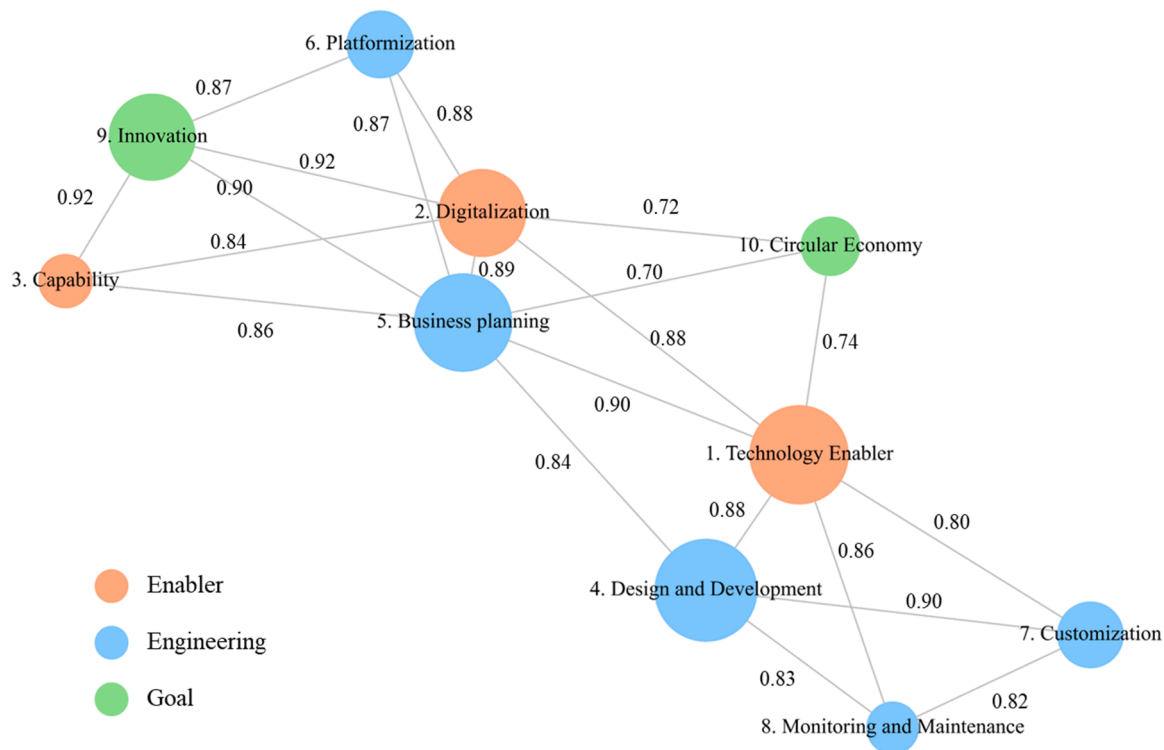 6. Platformization
0.87
0.88
0.87
9. Innovation
0.92
0.90
0.92
2. Digitalization
0.72
0.84
10. Circular Economy
3. Capability
0.89
0.70
0.86
5. Business planning
0.88
0.74
0.90
0.84
1. Technology Enabler
0.88
0.80
0.86
Enabler
4. Design and Development
0.90
Engineering
7. Customization
0.83
Goal
0.82
8. Monitoring and Maintenance